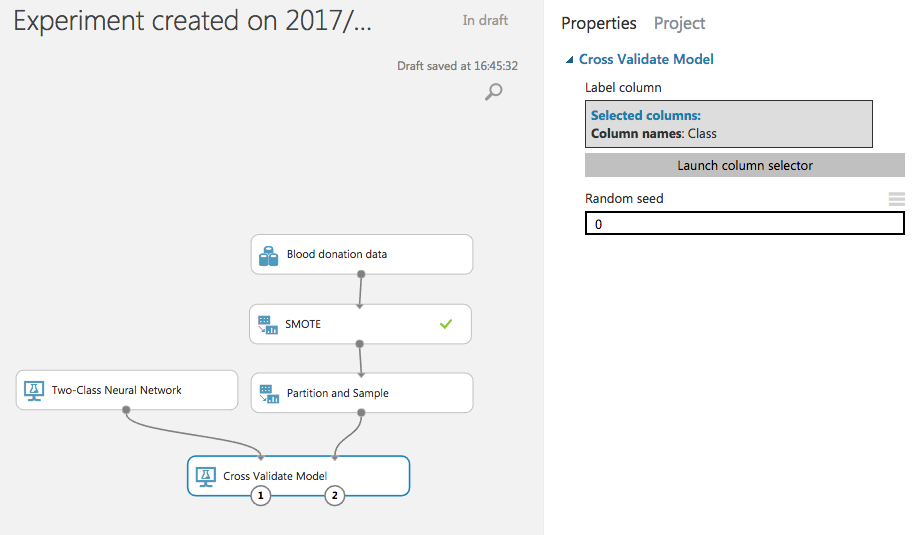 Experiment created on 2017/...
In draft
Draft saved at 16:45:32
Properties
Project
Cross Validate Model
Label column
Selected columns:
Column names: Class
Launch column selector
Random seed
0
Blood donation data
SMOTE
Two-Class Neural Network
Partition and Sample
Cross Validate Model
1
2